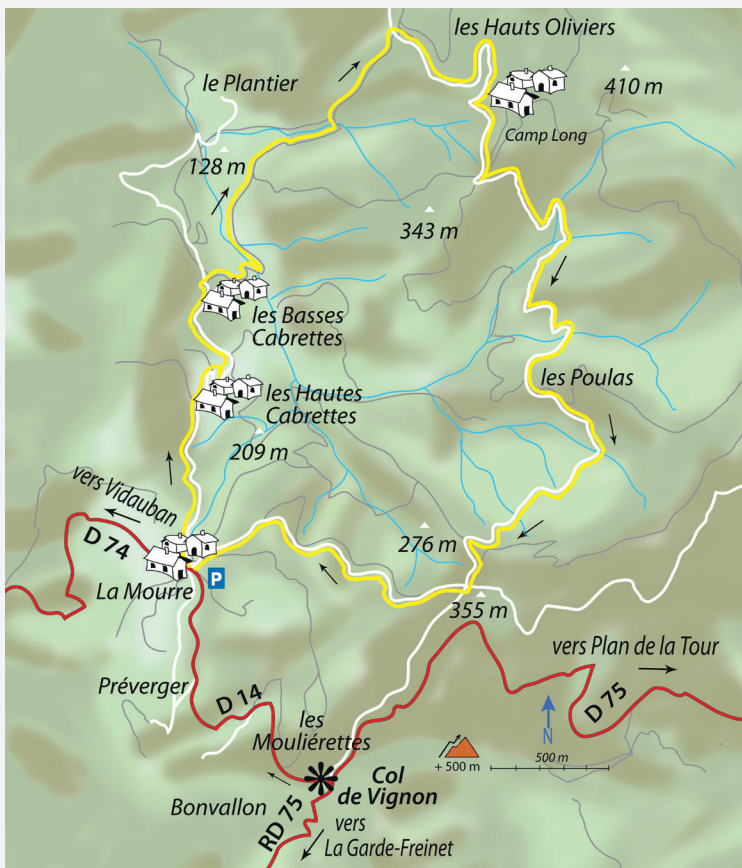 les Hauts Oliviers
le Plantier
410 m
Camp Long
128 m
343 m
les Basses
Cabrettes
les Poulas
les Hautes
Cabrettes
209 m
vers Vidauban
D 74
276 m
P
La Mourre
355 m
vers Plan de la Tour
Préverger
D 14
D 75
les
Mouliérettes
N
+ 500 m
500 m
Col
de Vignon
Bonvallon
RD 75
vers
La Garde-Freinet